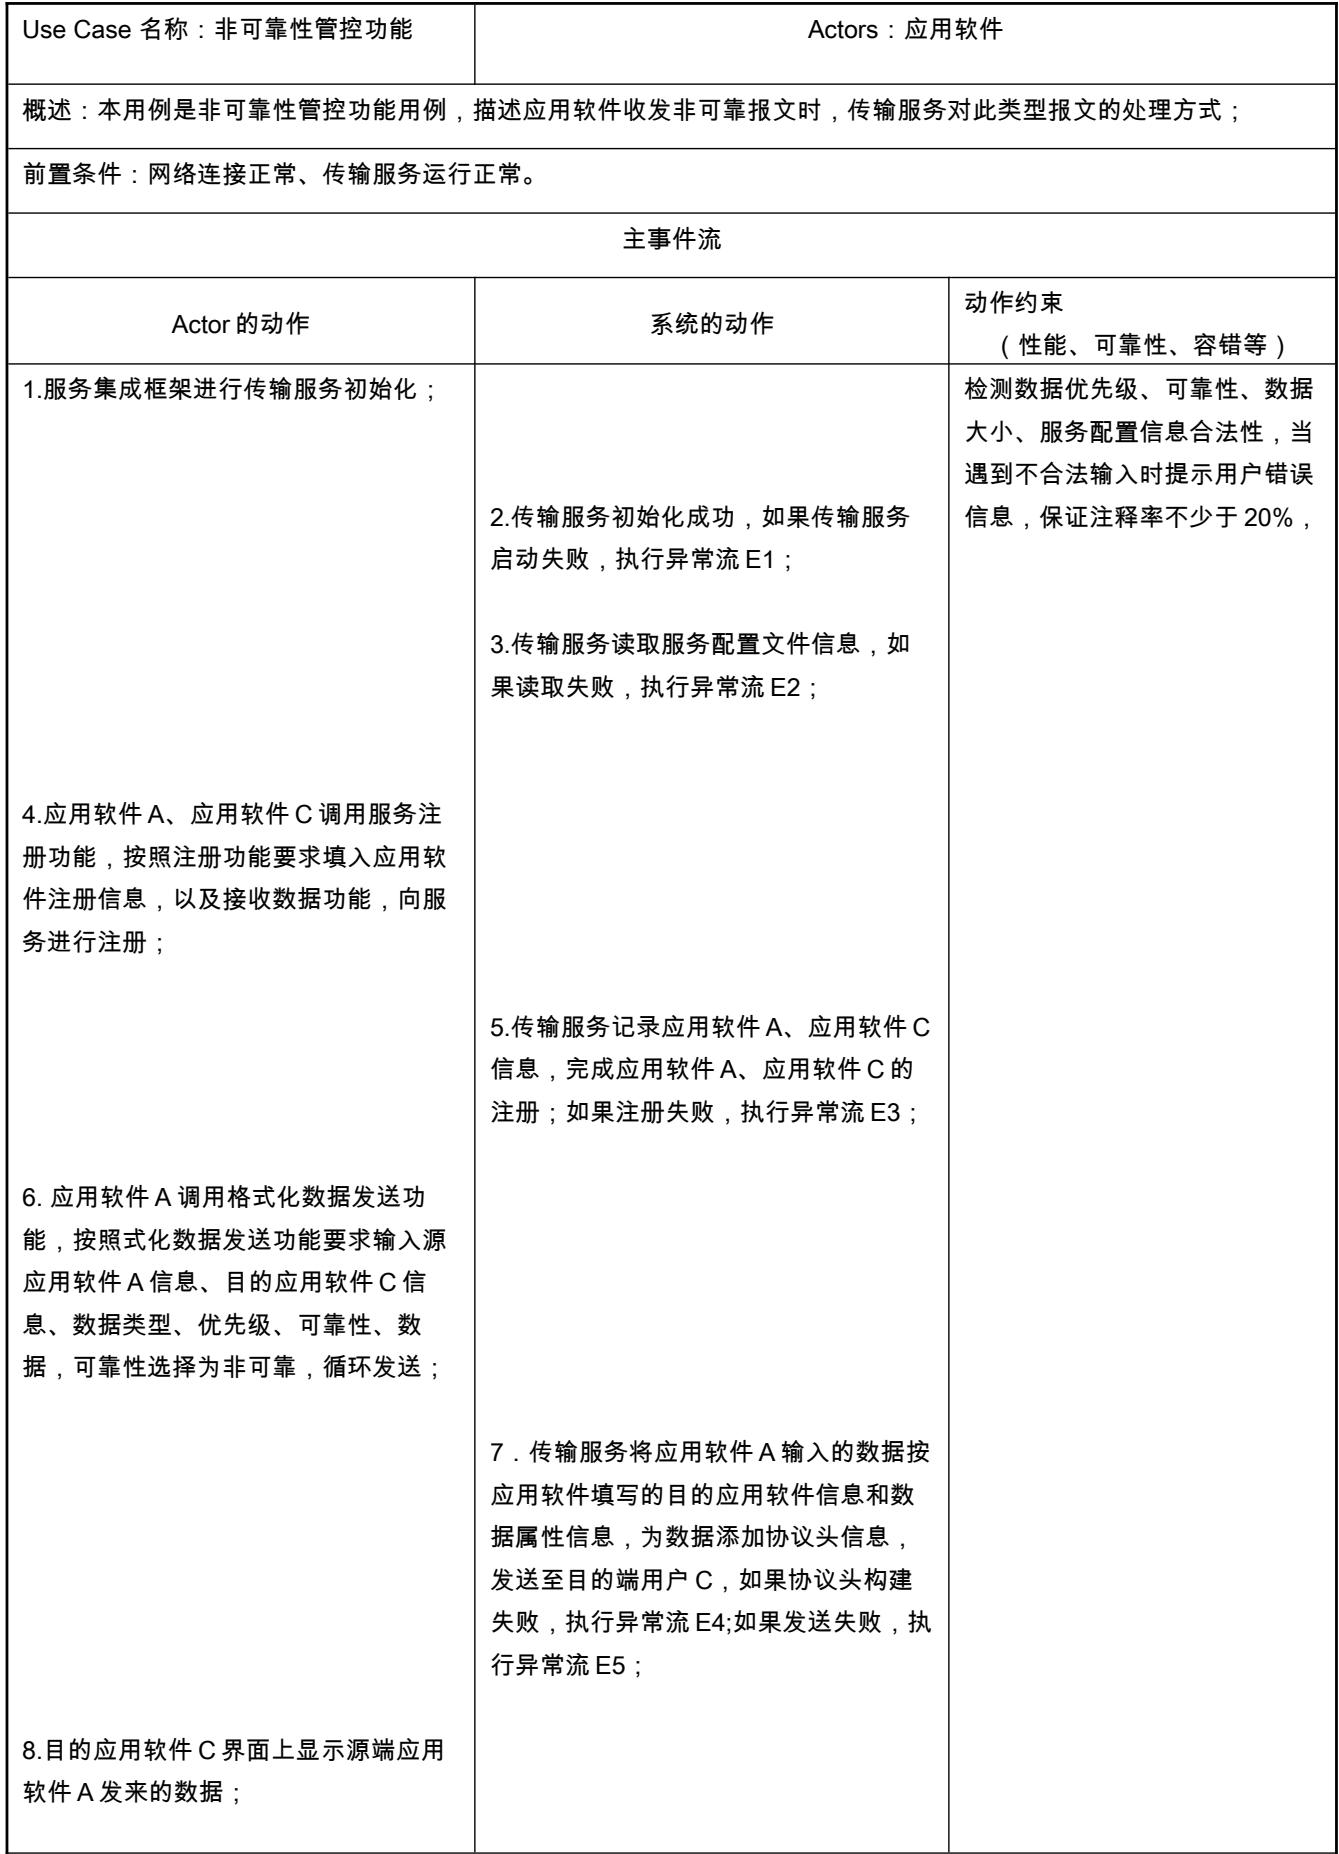 Use Case 名称：非可靠性管控功能
Actors：应用软件
概述：本用例是非可靠性管控功能用例，描述应用软件收发非可靠报文时，传输服务对此类型报文的处理方式；
前置条件：网络连接正常、传输服务运行正常。
主事件流
Actor 的动作
系统的动作
动作约束
（性能、可靠性、容错等）
1.服务集成框架进行传输服务初始化；
检测数据优先级、可靠性、数据
大小、服务配置信息合法性，当
遇到不合法输入时提示用户错误
信息，保证注释率不少于 20%，
2.传输服务初始化成功，如果传输服务
启动失败，执行异常流 E1；
3.传输服务读取服务配置文件信息，如
果读取失败，执行异常流 E2；
4.应用软件 A、应用软件 C 调用服务注
册功能，按照注册功能要求填入应用软
件注册信息，以及接收数据功能，向服
务进行注册；
5.传输服务记录应用软件 A、应用软件 C
信息，完成应用软件 A、应用软件 C 的
注册；如果注册失败，执行异常流 E3；
6. 应用软件 A 调用格式化数据发送功
能，按照式化数据发送功能要求输入源
应用软件 A 信息、目的应用软件 C 信
息、数据类型、优先级、可靠性、数
据，可靠性选择为非可靠，循环发送；
7．传输服务将应用软件 A 输入的数据按
应用软件填写的目的应用软件信息和数
据属性信息，为数据添加协议头信息，
发送至目的端用户 C，如果协议头构建
失败，执行异常流 E4;如果发送失败，执
行异常流 E5；
8.目的应用软件 C 界面上显示源端应用
软件 A 发来的数据；